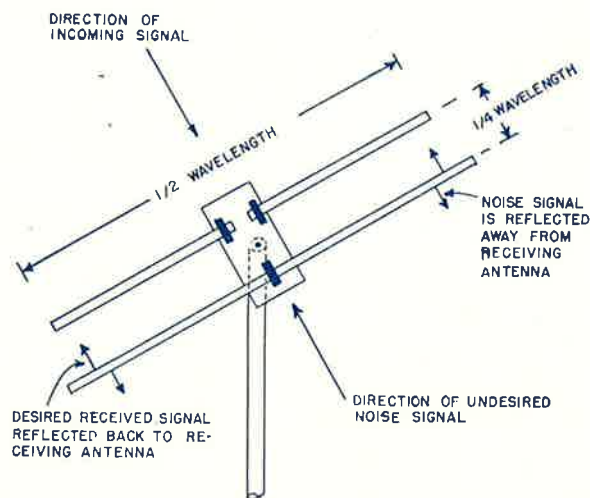 DIRECTION OF
INCOMING SIGNAL
1/2 WAVELENGTH
1/4 WAVELENGTH
NOISE SIGNAL
IS REFLECTED
AWAY FROM
RECEIVING
ANTENNA
DESIRED RECEIVED SIGNAL
REFLECTED BACK TO RE-
CEIVING ANTENNA
DIRECTION OF UNDESIRED
NOISE SIGNAL